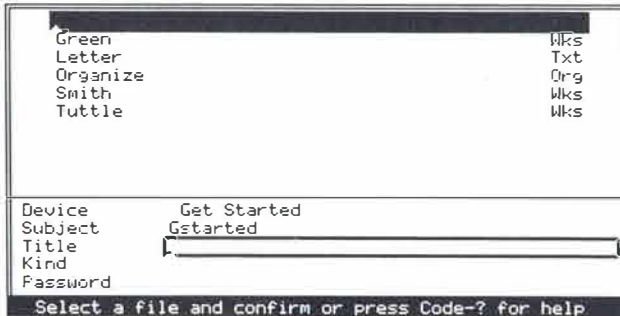 Green Wks
Letter Txt
Organize Org
Smith Wks
Tuttle Wks
Device Get Started
Subject Gstarted
Title
Kind
Password
Select a file and confirm or press Code-? for help